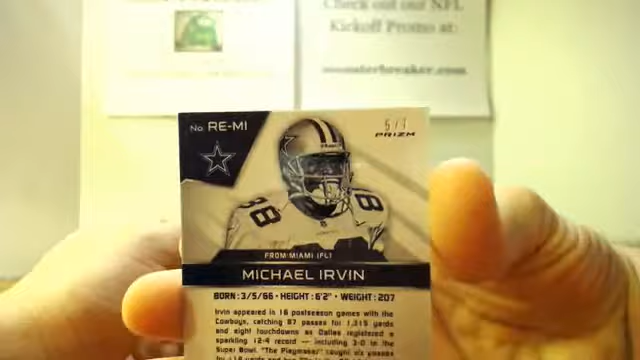 Check out our NFL
Kickoff Promo at:
No RE-MI
PRIZM
88 8
FROM MIAMI (FL)
MICHAEL IRVIN
BORN: 3/5/66 • HEIGHT: 6'2" • WEIGHT: 207
Irvin appeared in 16 postseason games with the
Cowboys, catching 87 passes for 1,315 yards
and eight touchdowns as Dallas registered a
sparkling 12-4 record — including 3-0 in the
Super Bowl. "The Playmaker" caught six passes